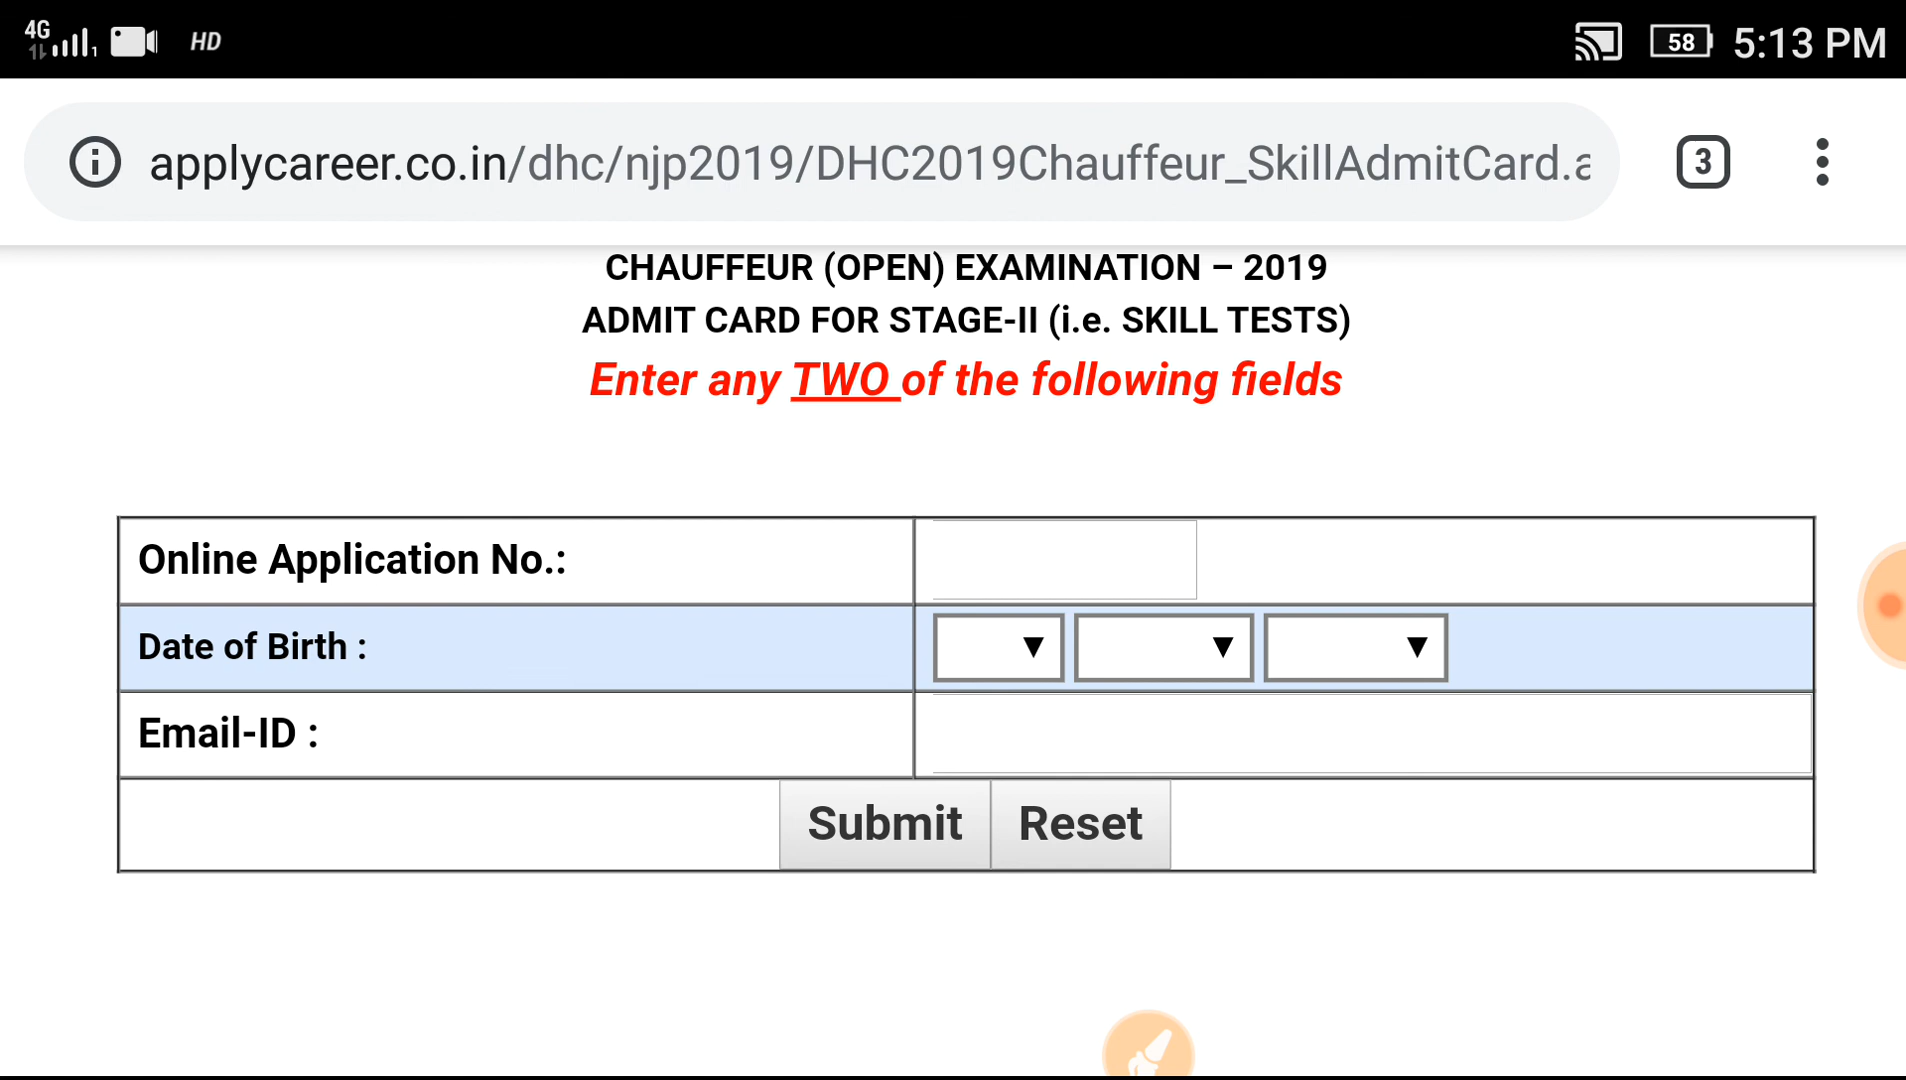 4G 1 HD 58 5:13 PM
applycareer.co.in/dhc/njp2019/DHC2019Chauffeur_SkillAdmitCard.a 3
CHAUFFEUR (OPEN) EXAMINATION – 2019
ADMIT CARD FOR STAGE-II (i.e. SKILL TESTS)
Enter any TWO of the following fields
Online Application No.:
Date of Birth :
Email-ID :
Submit Reset